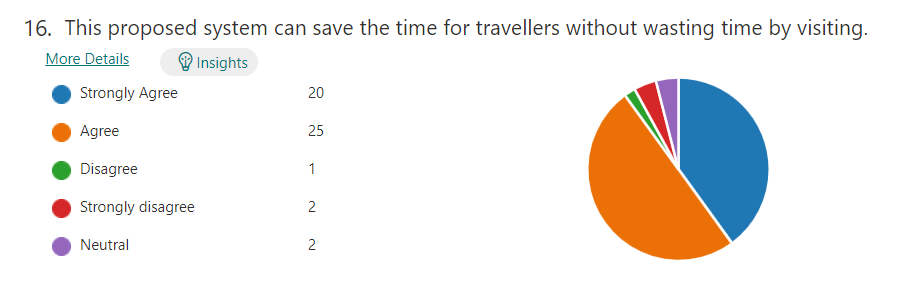 16. This proposed system can save the time for travellers without wasting time by visiting.
More Details Insights
Strongly Agree 20
Agree 25
Disagree 1
Strongly disagree 2
Neutral 2